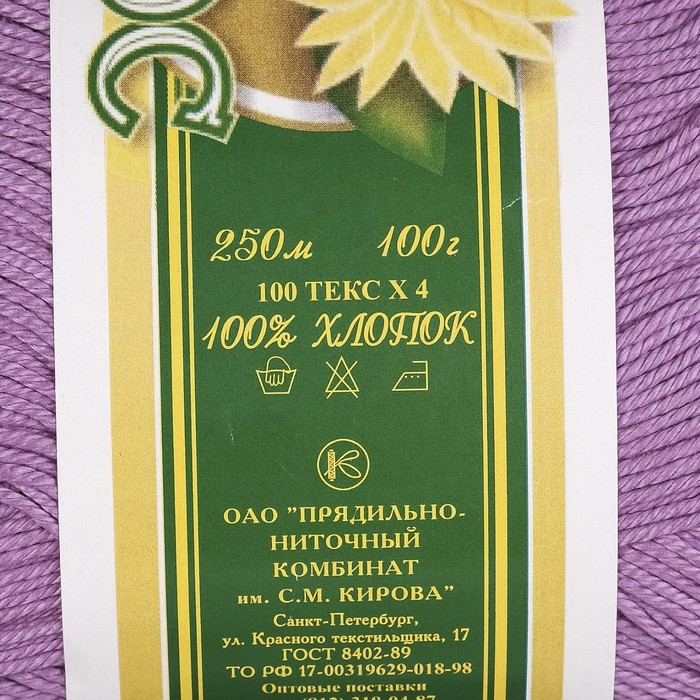 250м 100г
100 ТЕКС X 4
100% ХЛОПОК
ОАО "ПРЯДИЛЬНО-
НИТОЧНЫЙ
КОМБИНАТ
им. С.М. КИРОВА"
Санкт-Петербург,
ул. Красного текстильщика, 17
ГОСТ 8402-89
ТО РФ 17-00319629-018-98
Оптовые поставки